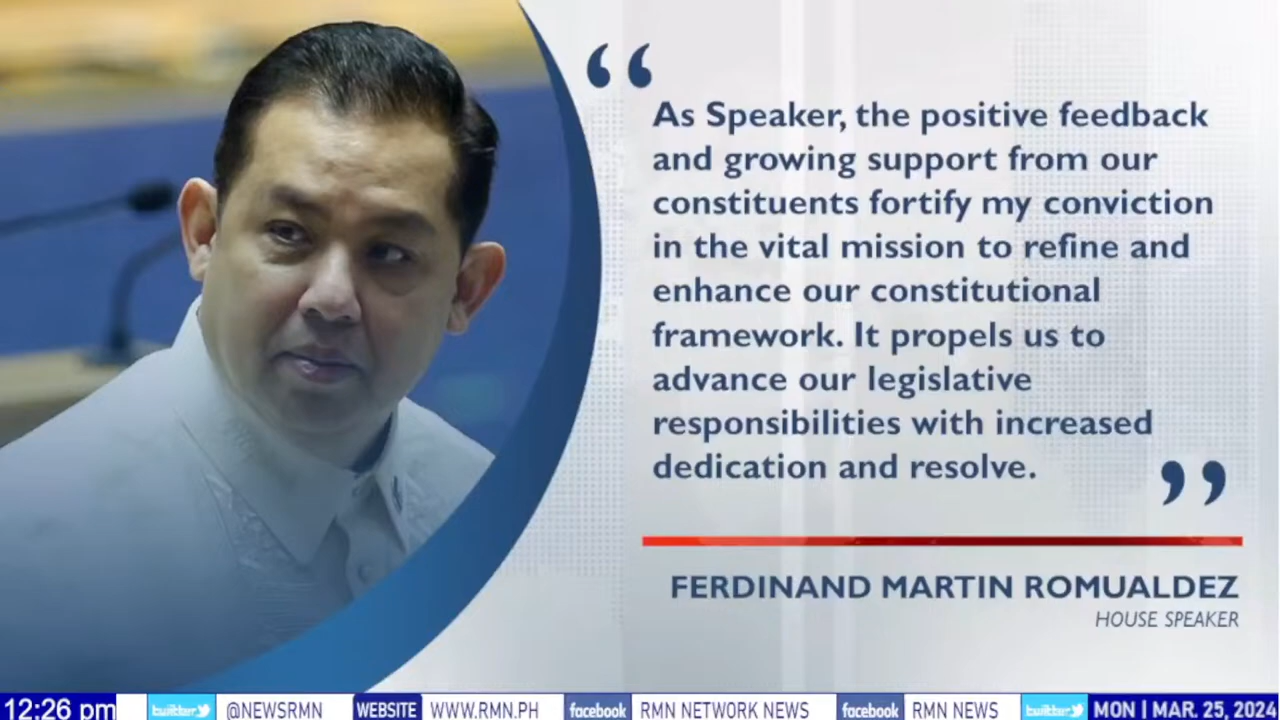 “
As Speaker, the positive feedback
and growing support from our
constituents fortify my conviction
in the vital mission to refine and
enhance our constitutional
framework. It propels us to
advance our legislative
responsibilities with increased
dedication and resolve.
”
FERDINAND MARTIN ROMUALDEZ
HOUSE SPEAKER
12:26 pm twitter @NEWSRMN WEBSITE WWW.RMN.PH facebook RMN NETWORK NEWS facebook RMN NEWS twitter MON | MAR. 25, 2024